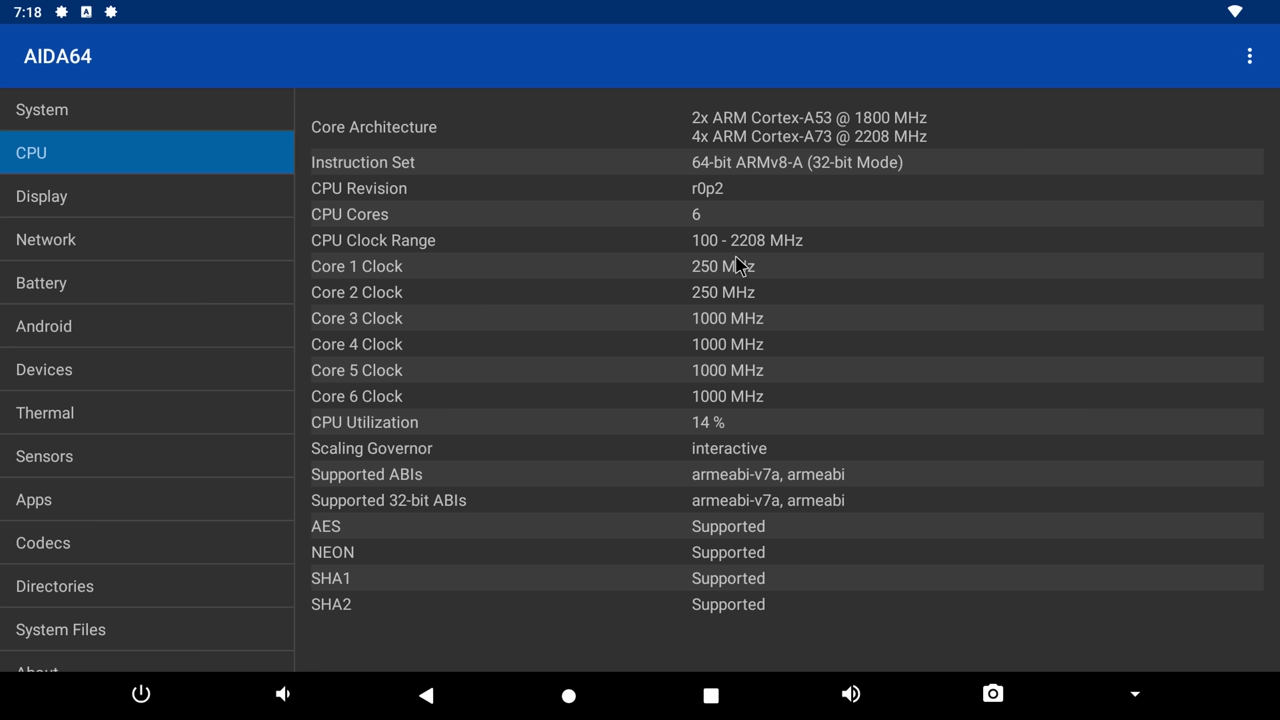 7:18
AIDA64
System
CPU
Display
Network
Battery
Android
Devices
Thermal
Sensors
Apps
Codecs
Directories
System Files
About
Core Architecture 2x ARM Cortex-A53 @ 1800 MHz
4x ARM Cortex-A73 @ 2208 MHz
Instruction Set 64-bit ARMv8-A (32-bit Mode)
CPU Revision r0p2
CPU Cores 6
CPU Clock Range 100 - 2208 MHz
Core 1 Clock 250 MHz
Core 2 Clock 250 MHz
Core 3 Clock 1000 MHz
Core 4 Clock 1000 MHz
Core 5 Clock 1000 MHz
Core 6 Clock 1000 MHz
CPU Utilization 14 %
Scaling Governor interactive
Supported ABIs armeabi-v7a, armeabi
Supported 32-bit ABIs armeabi-v7a, armeabi
AES Supported
NEON Supported
SHA1 Supported
SHA2 Supported